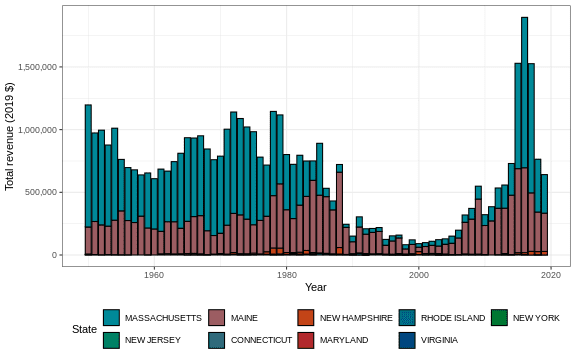 Total revenue (2019 $)
1,500,000
1,000,000
500,000
0
1960
1980
2000
2020
Year
State
MASSACHUSETTS
MAINE
NEW HAMPSHIRE
RHODE ISLAND
NEW YORK
NEW JERSEY
CONNECTICUT
MARYLAND
VIRGINIA